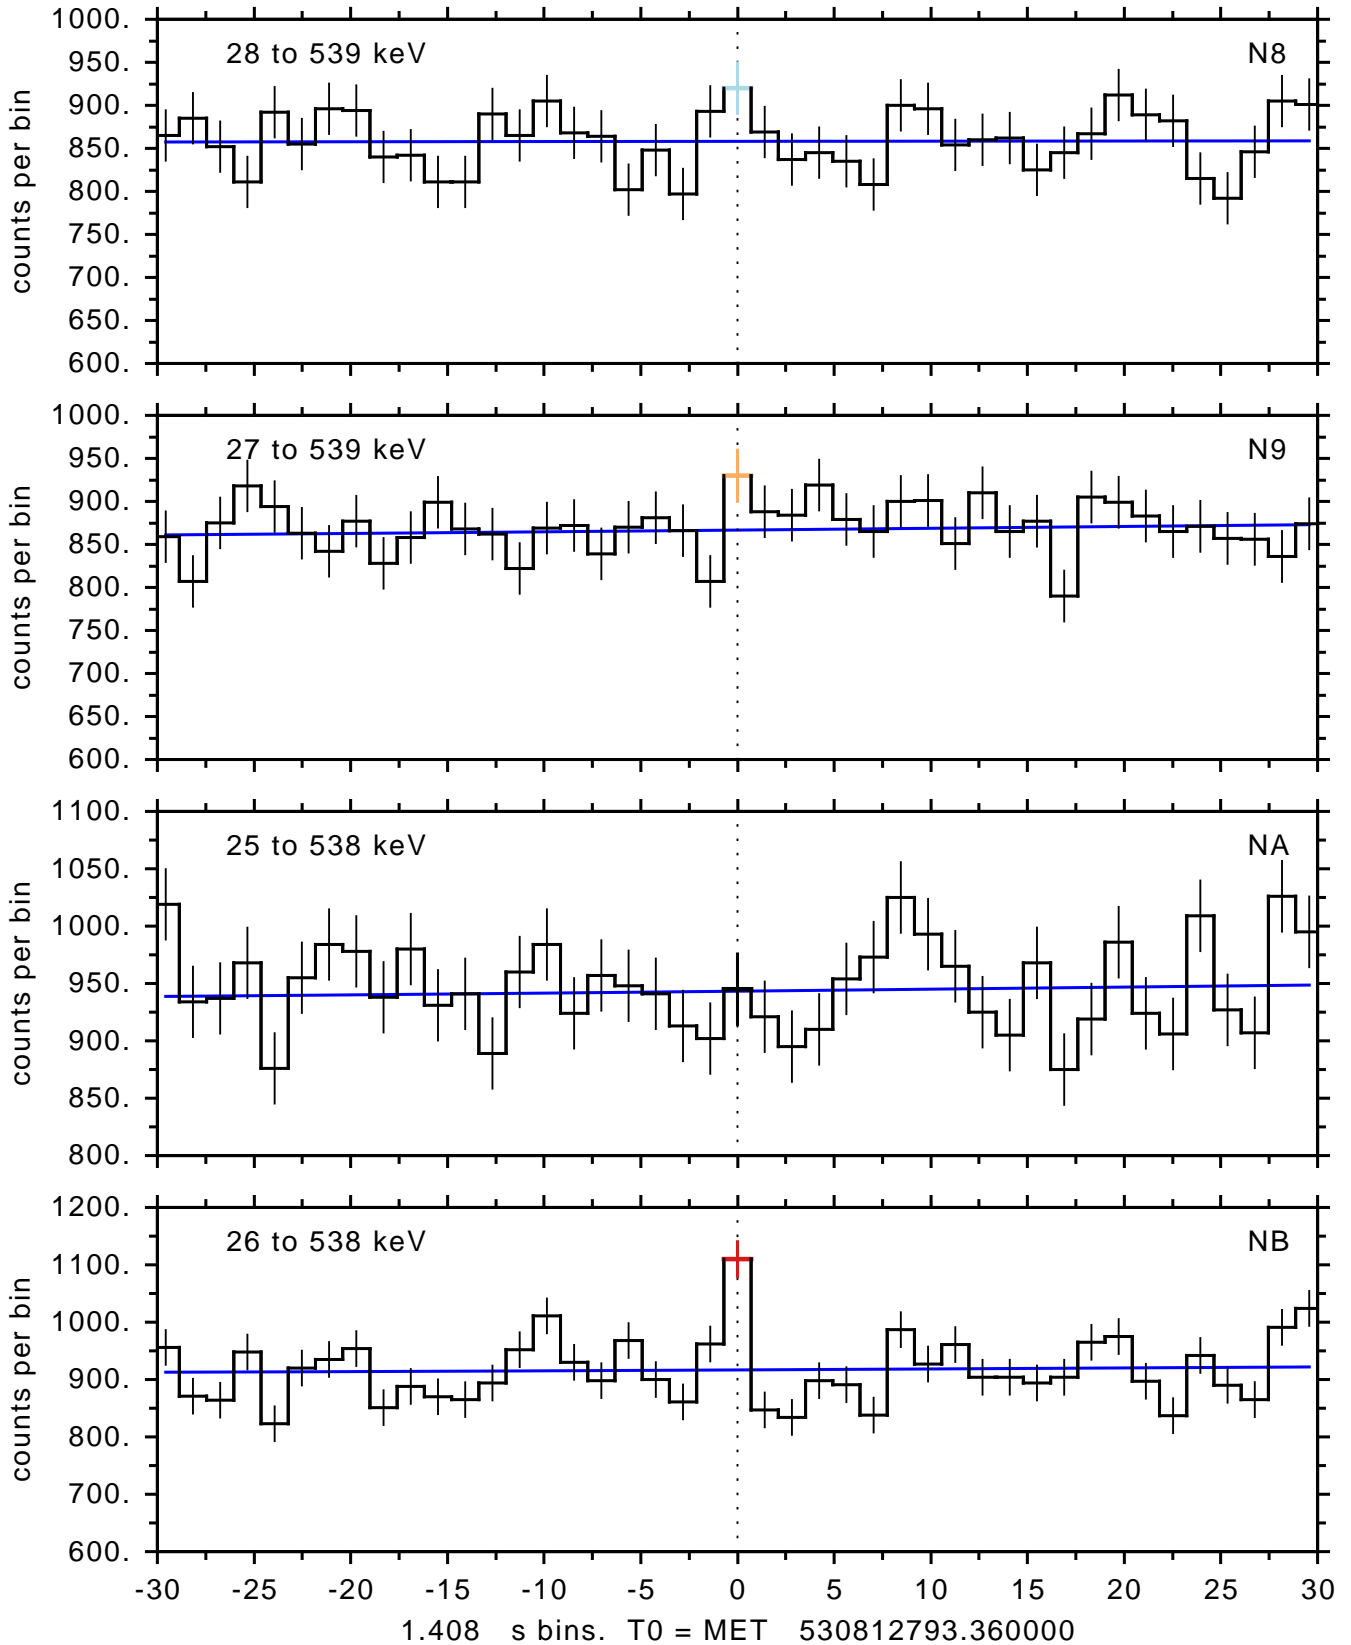 1000.
28 to 539 keV
N8
950.
900.
850.
800.
750.
700.
650.
600.
counts per bin
1000.
27 to 539 keV
N9
950.
900.
850.
800.
750.
700.
650.
600.
counts per bin
1100.
25 to 538 keV
NA
1050.
1000.
950.
900.
850.
800.
counts per bin
1200.
26 to 538 keV
NB
1100.
1000.
900.
800.
700.
600.
counts per bin
-30 -25 -20 -15 -10 -5 0 5 10 15 20 25 30
1.408 s bins. T0 = MET 530812793.360000